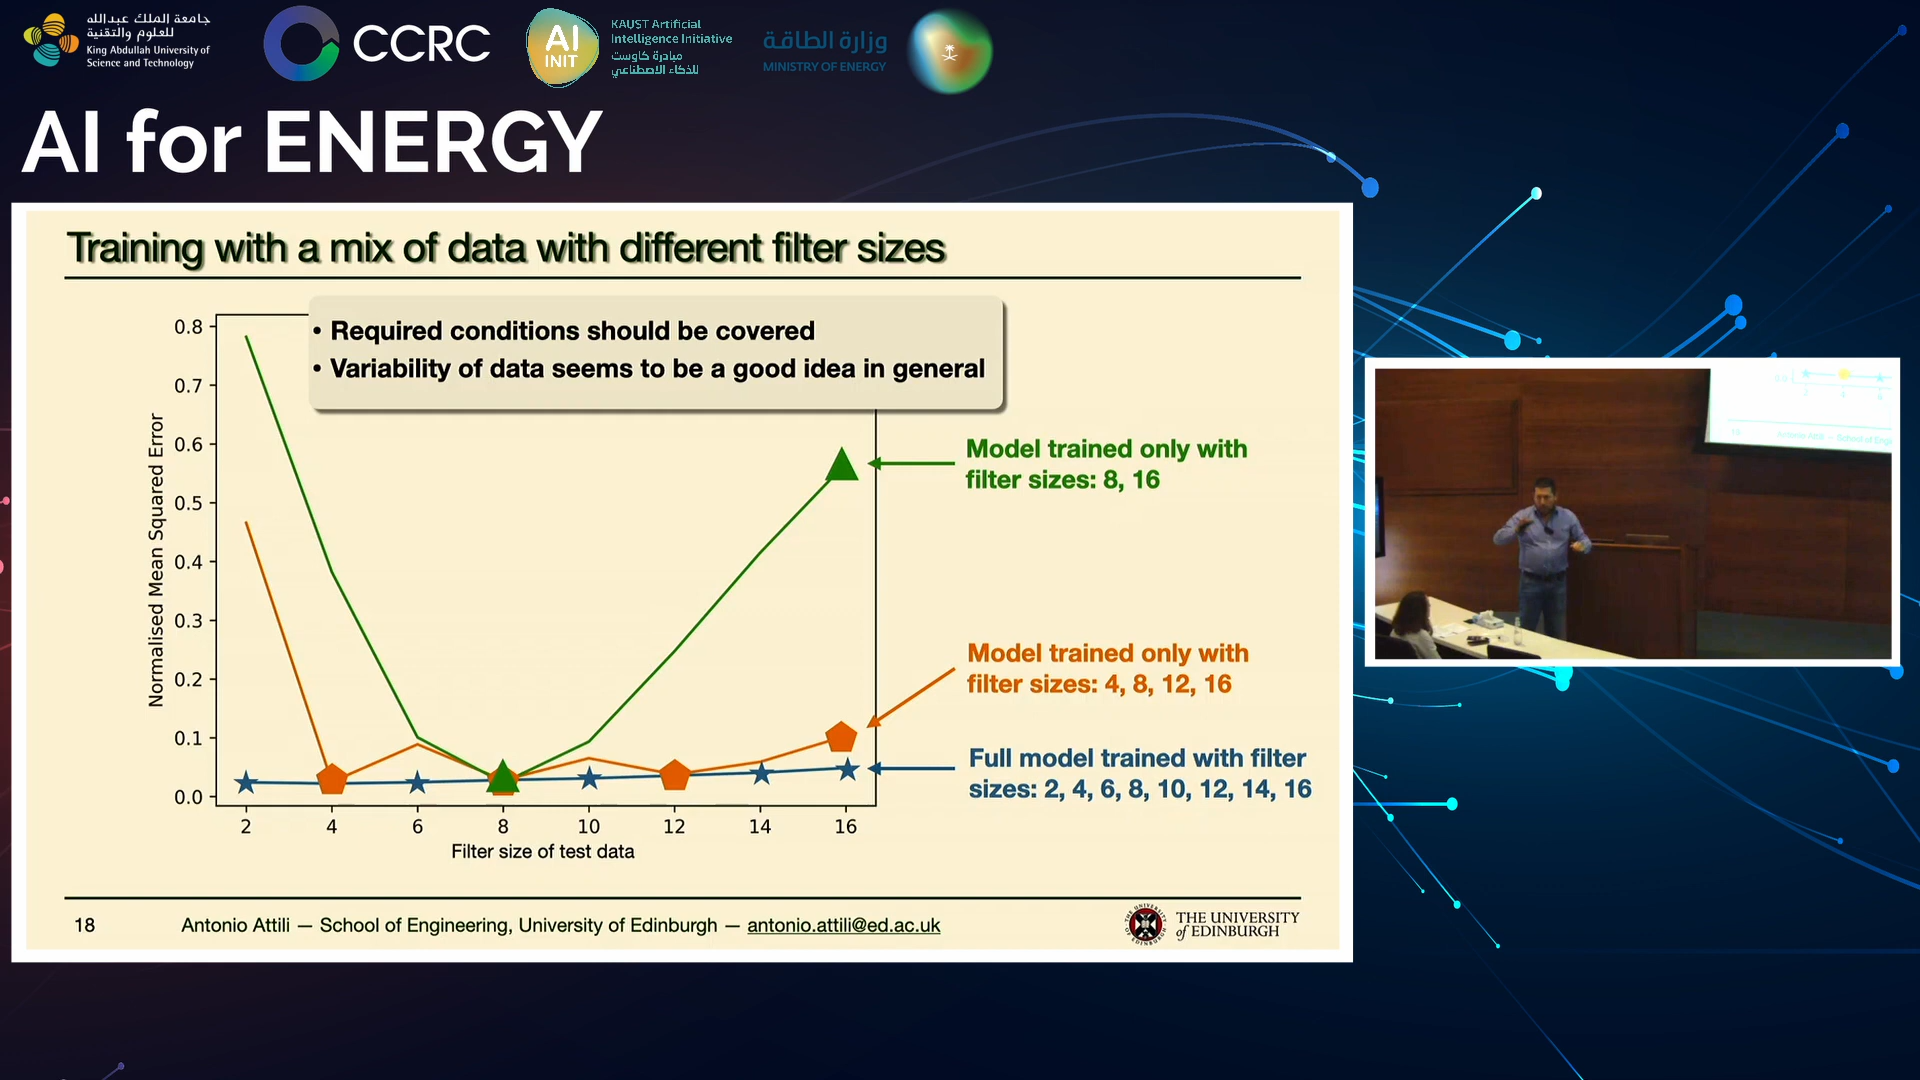 جامعة الملك عبدالله
للعلوم والتقنية
King Abdullah University of
Science and Technology
CCRC
AI
INIT
KAUST Artificial
Intelligence Initiative
مبادرة كاوست
للذكاء الاصطناعي
وزارة الطاقة
MINISTRY OF ENERGY
AI for ENERGY
Training with a mix of data with different filter sizes
• Required conditions should be covered
• Variability of data seems to be a good idea in general
0.8
0.7
0.6
0.5
0.4
0.3
0.2
0.1
0.0
Normalised Mean Squared Error
2 4 6 8 10 12 14 16
Filter size of test data
Model trained only with
filter sizes: 8, 16
Model trained only with
filter sizes: 4, 8, 12, 16
Full model trained with filter
sizes: 2, 4, 6, 8, 10, 12, 14, 16
18
Antonio Attili — School of Engineering, University of Edinburgh — antonio.attili@ed.ac.uk
THE UNIVERSITY
of EDINBURGH